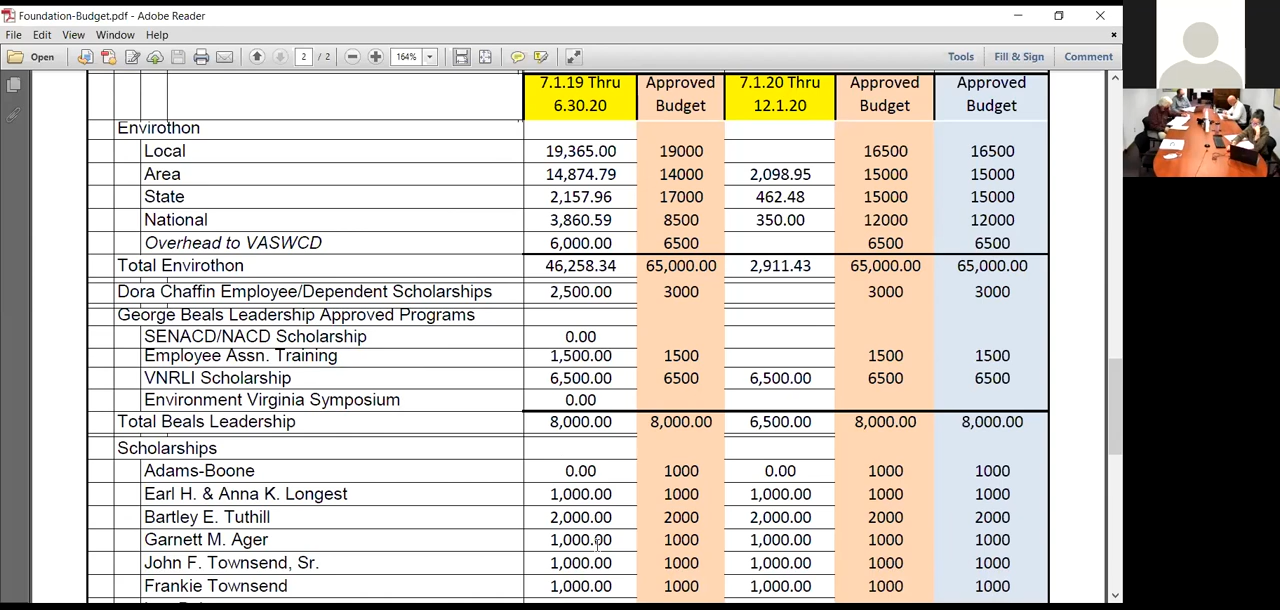 Foundation-Budget.pdf - Adobe Reader
File Edit View Window Help
Open 2 / 2 164% Tools Fill & Sign Comment
7.1.19 Thru 6.30.20 Approved Budget 7.1.20 Thru 12.1.20 Approved Budget Approved Budget
Envirothon
Local 19,365.00 19000 16500 16500
Area 14,874.79 14000 2,098.95 15000 15000
State 2,157.96 17000 462.48 15000 15000
National 3,860.59 8500 350.00 12000 12000
Overhead to VASWCD 6,000.00 6500 6500 6500
Total Envirothon 46,258.34 65,000.00 2,911.43 65,000.00 65,000.00
Dora Chaffin Employee/Dependent Scholarships 2,500.00 3000 3000 3000
George Beals Leadership Approved Programs
SENACD/NACD Scholarship 0.00
Employee Assn. Training 1,500.00 1500 1500 1500
VNRLI Scholarship 6,500.00 6500 6,500.00 6500 6500
Environment Virginia Symposium 0.00
Total Beals Leadership 8,000.00 8,000.00 6,500.00 8,000.00 8,000.00
Scholarships
Adams-Boone 0.00 1000 0.00 1000 1000
Earl H. & Anna K. Longest 1,000.00 1000 1,000.00 1000 1000
Bartley E. Tuthill 2,000.00 2000 2,000.00 2000 2000
Garnett M. Ager 1,000.00 1000 1,000.00 1000 1000
John F. Townsend, Sr. 1,000.00 1000 1,000.00 1000 1000
Frankie Townsend 1,000.00 1000 1,000.00 1000 1000